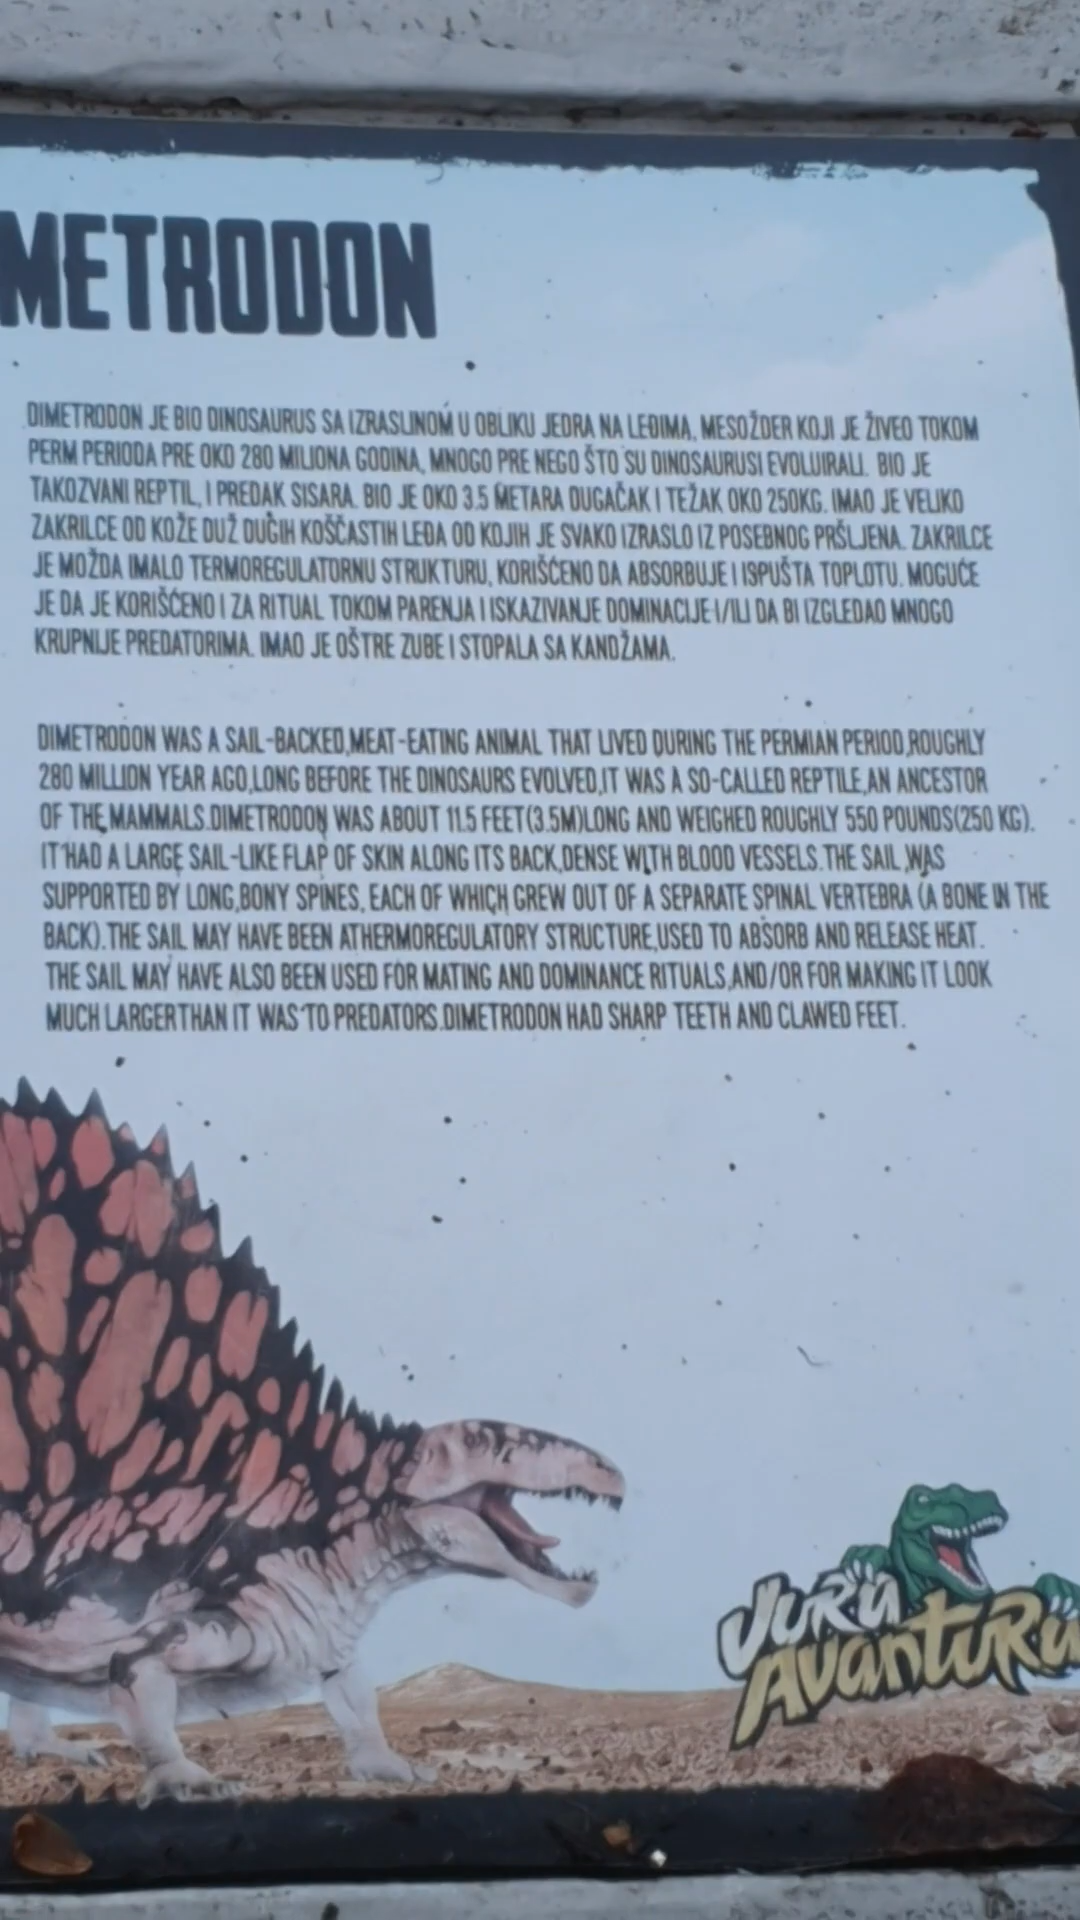 METRODON
DIMETRODON JE BIO DINOSAURUS SA IZRASLINOM U OBLIKU JEDRA NA LEĐIMA, MESOŽDER KOJI JE ŽIVEO TOKOM
PERM PERIODA PRE OKO 280 MILIONA GODINA, MNOGO PRE NEGO ŠTO SU DINOSAURUSI EVOLUIRALI. BIO JE
TAKOZVANI REPTIL, I PREDAK SISARA. BIO JE OKO 3.5 METARA DUGAČAK I TEŽAK OKO 250KG. IMAO JE VELIKO
ZAKRILCE OD KOŽE DUŽ DUGIH KOŠČASTIH LEĐA OD KOJIH JE SVAKO IZRASLO IZ POSEBNOG PRŠLJENA. ZAKRILCE
JE MOŽDA IMALO TERMOREGULATORNU STRUKTURU, KORIŠĆENO DA ABSORBUJE I ISPUŠTA TOPLOTU. MOGUĆE
JE DA JE KORIŠĆENO I ZA RITUAL TOKOM PARENJA I ISKAZIVANJE DOMINACIJE I/ILI DA BI IZGLEDAO MNOGO
KRUPNIJE PREDATORIMA. IMAO JE OŠTRE ZUBE I STOPALA SA KANDŽAMA.
DIMETRODON WAS A SAIL-BACKED,MEAT-EATING ANIMAL THAT LIVED DURING THE PERMIAN PERIOD,ROUGHLY
280 MILLION YEAR AGO,LONG BEFORE THE DINOSAURS EVOLVED,IT WAS A SO-CALLED REPTILE,AN ANCESTOR
OF THE MAMMALS.DIMETRODON WAS ABOUT 11.5 FEET(3.5M)LONG AND WEIGHED ROUGHLY 550 POUNDS(250 KG).
IT HAD A LARGE SAIL-LIKE FLAP OF SKIN ALONG ITS BACK,DENSE WITH BLOOD VESSELS.THE SAIL WAS
SUPPORTED BY LONG,BONY SPINES, EACH OF WHICH GREW OUT OF A SEPARATE SPINAL VERTEBRA (A BONE IN THE
BACK).THE SAIL MAY HAVE BEEN ATHERMOREGULATORY STRUCTURE,USED TO ABSORB AND RELEASE HEAT.
THE SAIL MAY HAVE ALSO BEEN USED FOR MATING AND DOMINANCE RITUALS,AND/OR FOR MAKING IT LOOK
MUCH LARGERTHAN IT WAS TO PREDATORS.DIMETRODON HAD SHARP TEETH AND CLAWED FEET.
JURA
AVANTURA